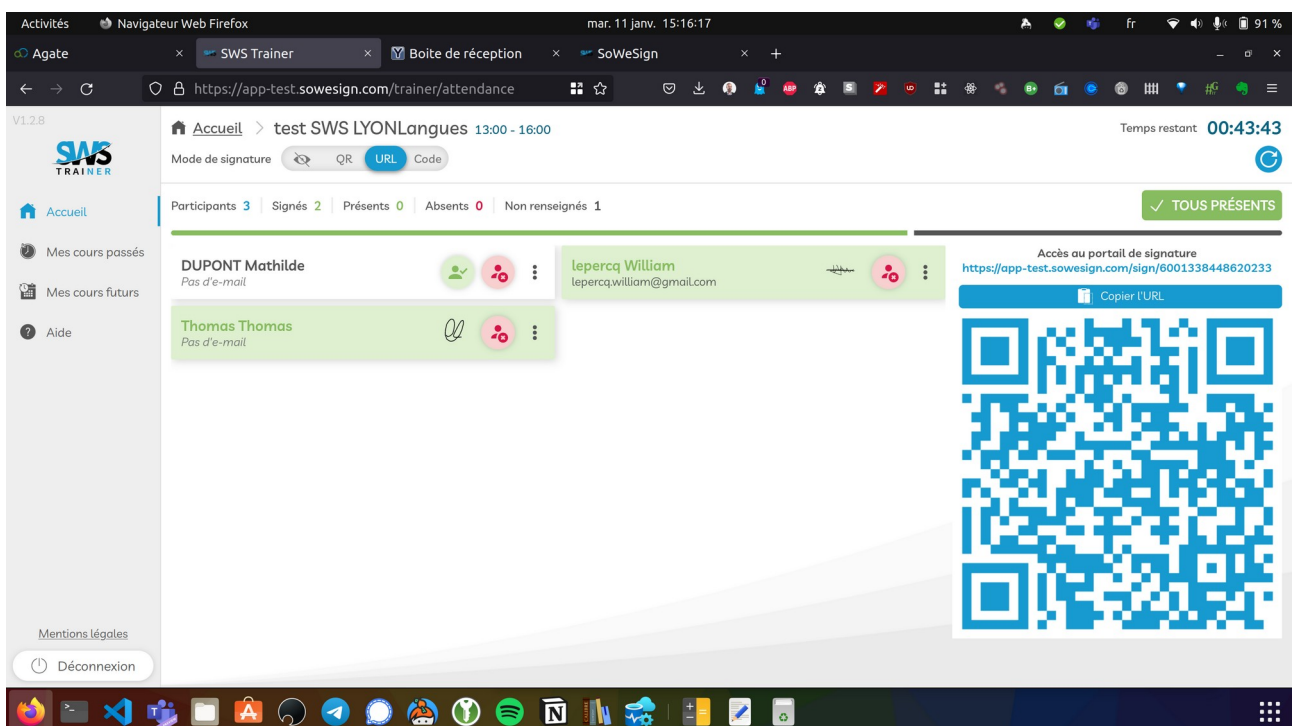 Activités Navigateur Web Firefox mar. 11 janv. 15:16:17 fr 91 %
Agate SWS Trainer Boite de réception SoWeSign
https://app-test.sowesign.com/trainer/attendance
V1.2.8
SWS
TRAINER
Accueil
Mes cours passés
Mes cours futurs
Aide
Mentions légales
Déconnexion
Accueil > test SWS LYONLangues 13:00 - 16:00
Temps restant 00:43:43
Mode de signature QR URL Code
Participants 3 Signés 2 Présents 0 Absents 0 Non renseignés 1
TOUS PRÉSENTS
DUPONT Mathilde
Pas d'e-mail
lepercq William
lepercq.william@gmail.com
Thomas Thomas
Pas d'e-mail
Accès au portail de signature
https://app-test.sowesign.com/sign/6001338448620233
Copier l'URL